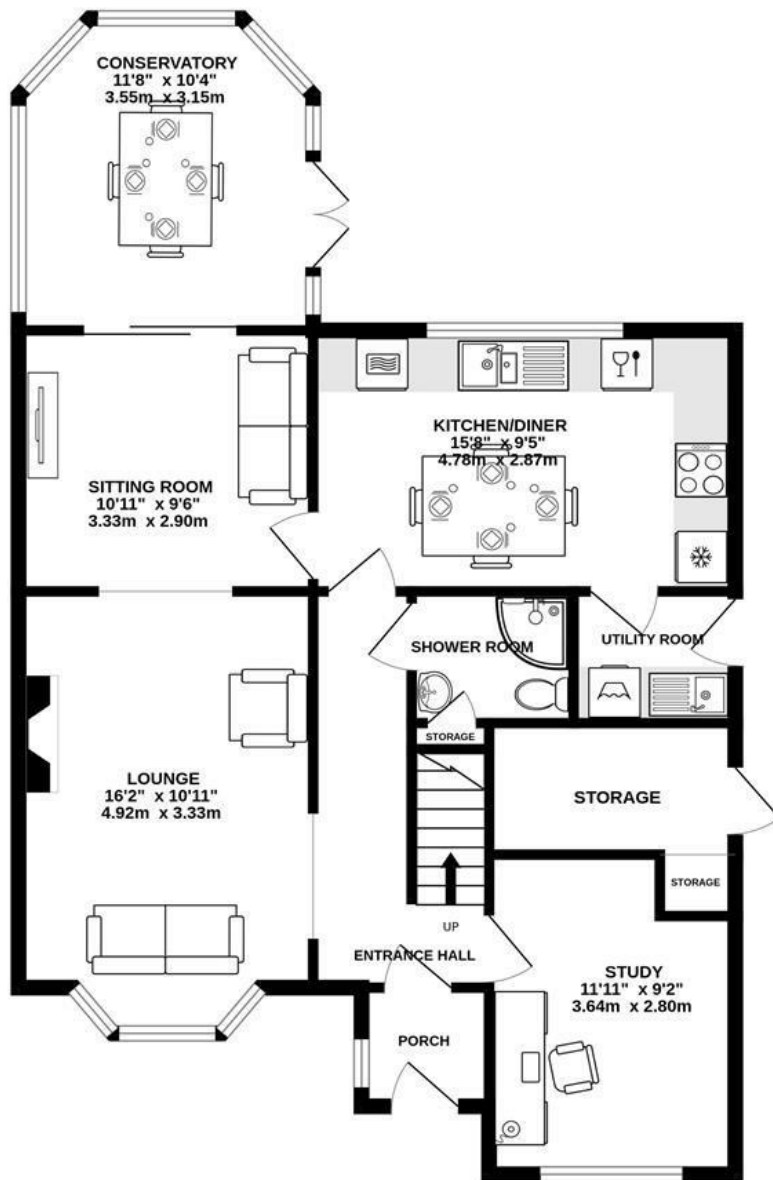 CONSERVATORY
11'8" x 10'4"
3.55m x 3.15m
KITCHEN/DINER
15'8" x 9'5"
4.78m x 2.87m
SITTING ROOM
10'11" x 9'6"
3.33m x 2.90m
SHOWER ROOM
UTILITY ROOM
STORAGE
LOUNGE
16'2" x 10'11"
4.92m x 3.33m
STORAGE
STORAGE
UP
ENTRANCE HALL
STUDY
11'11" x 9'2"
3.64m x 2.80m
PORCH